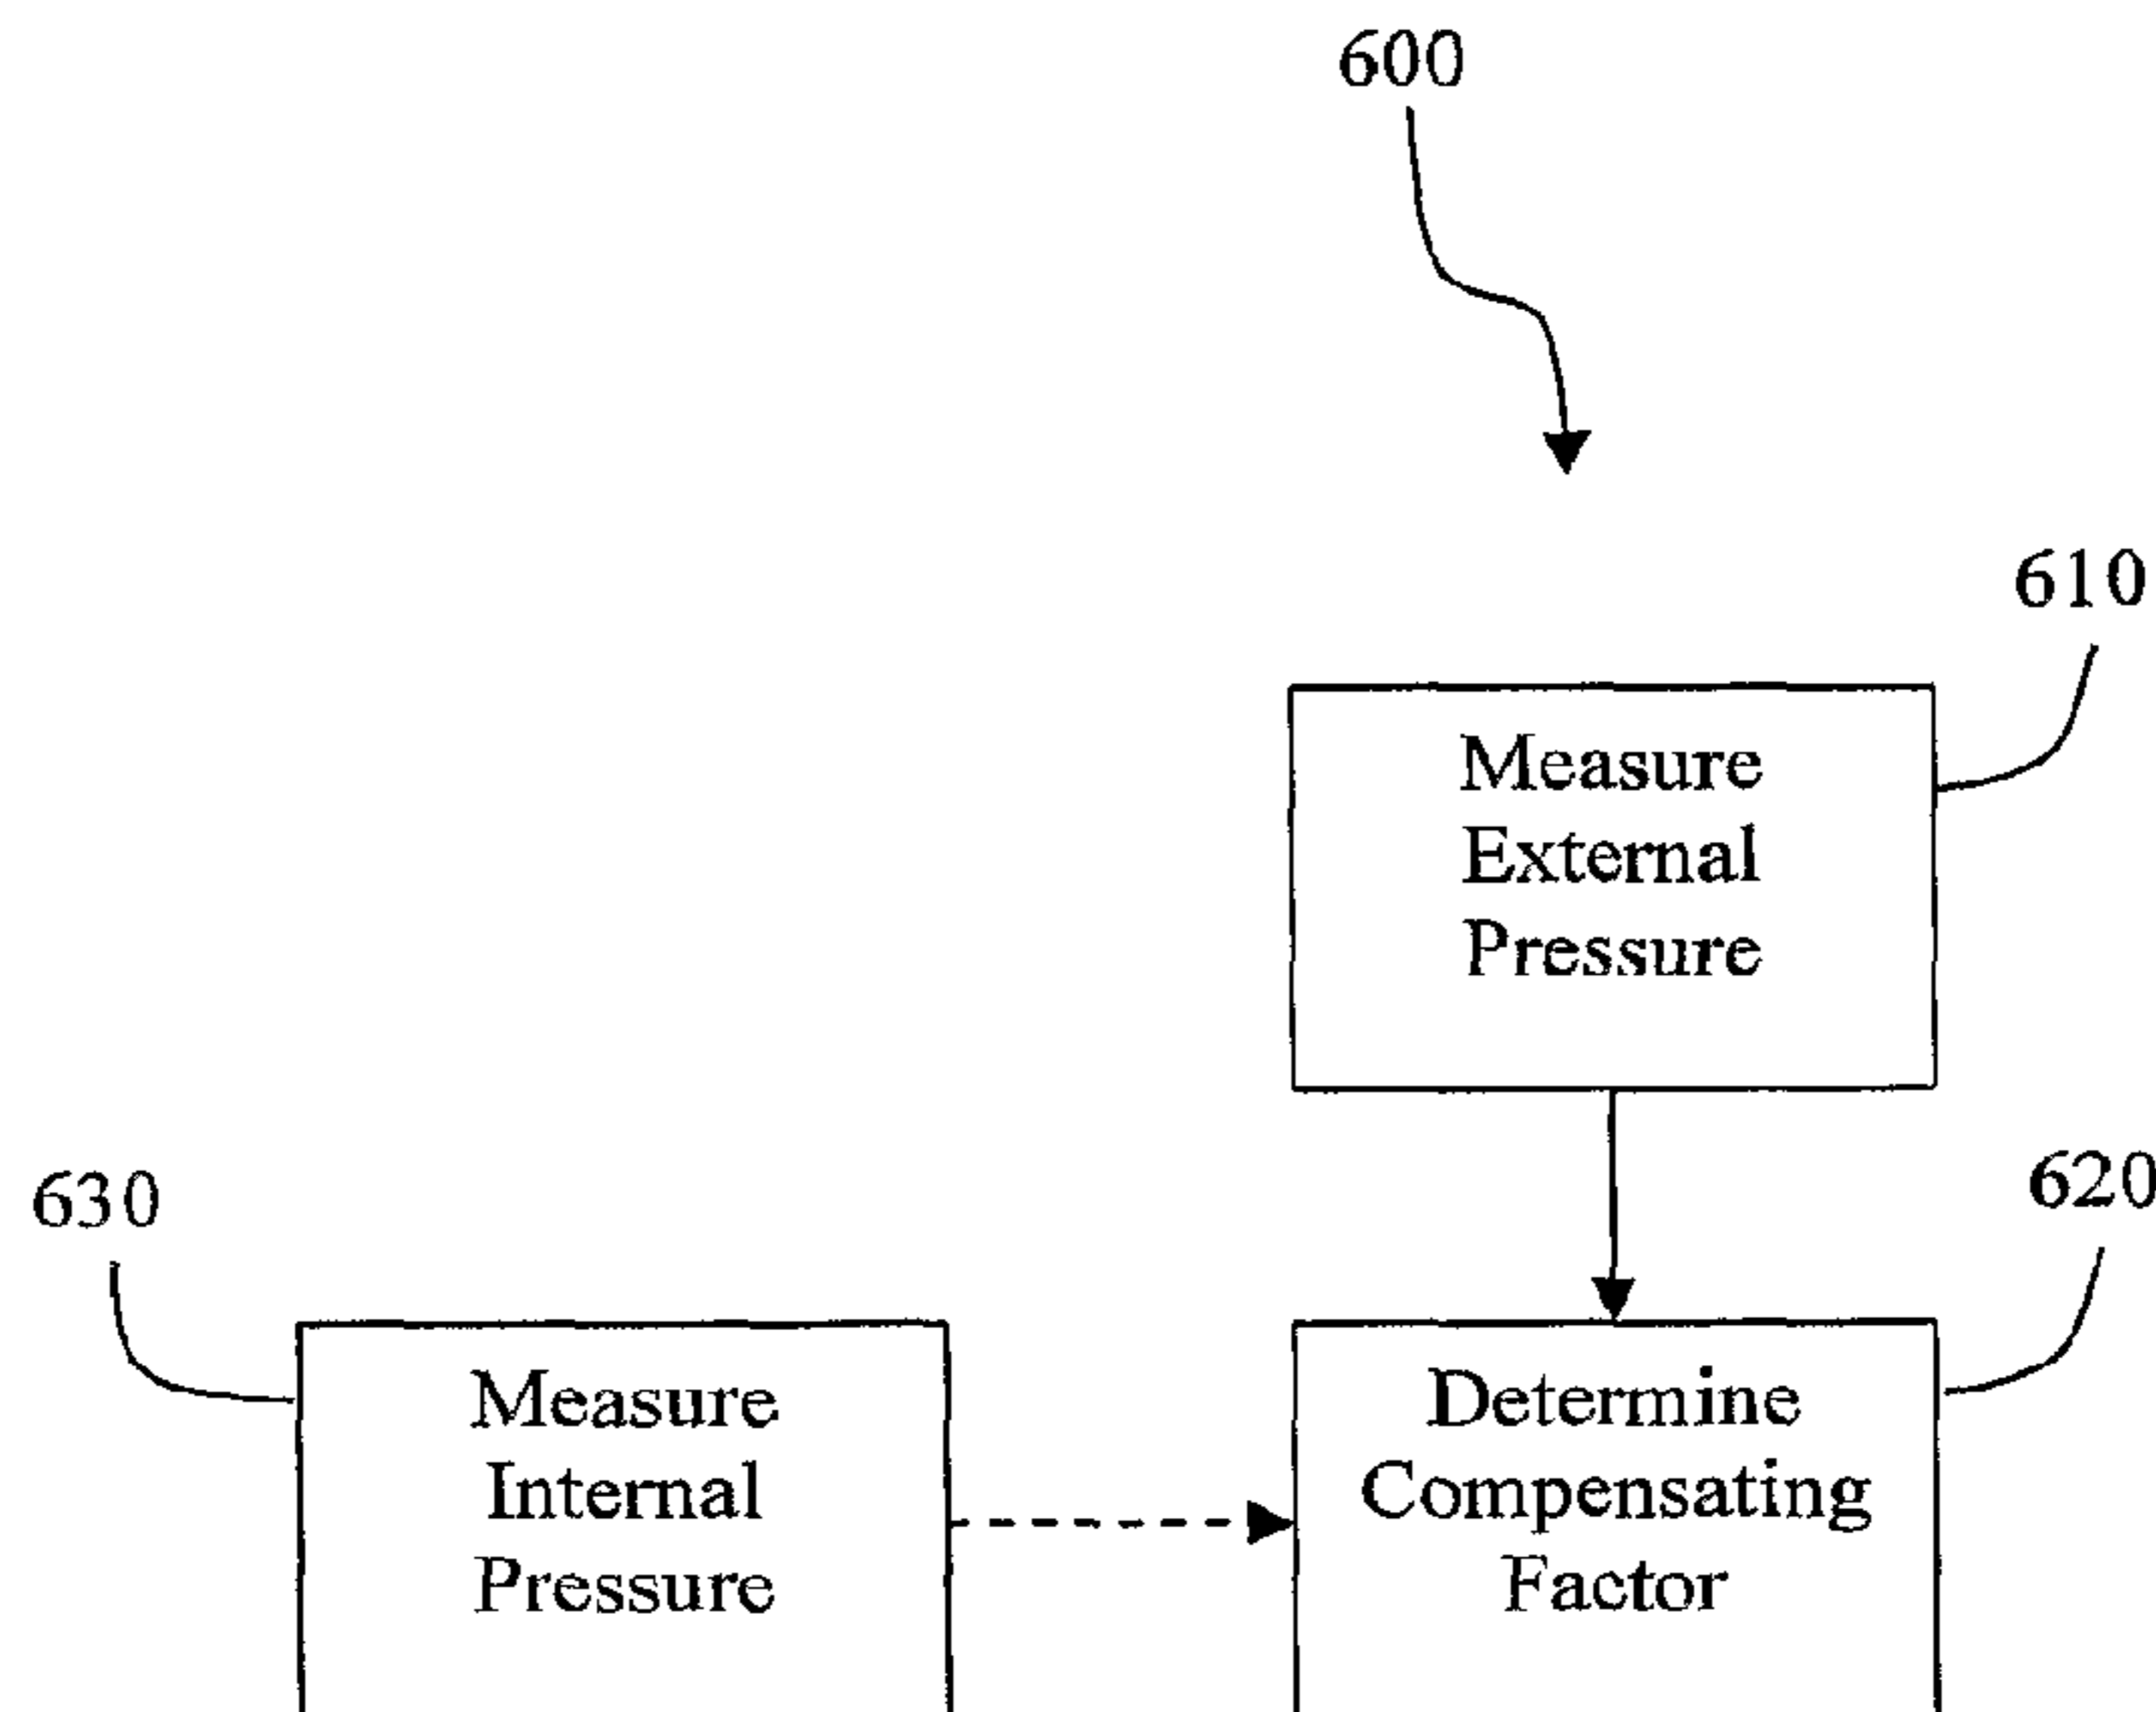 600
610
Measure
External
Pressure
630
620
Measure
Internal
Pressure
Determine
Compensating
Factor